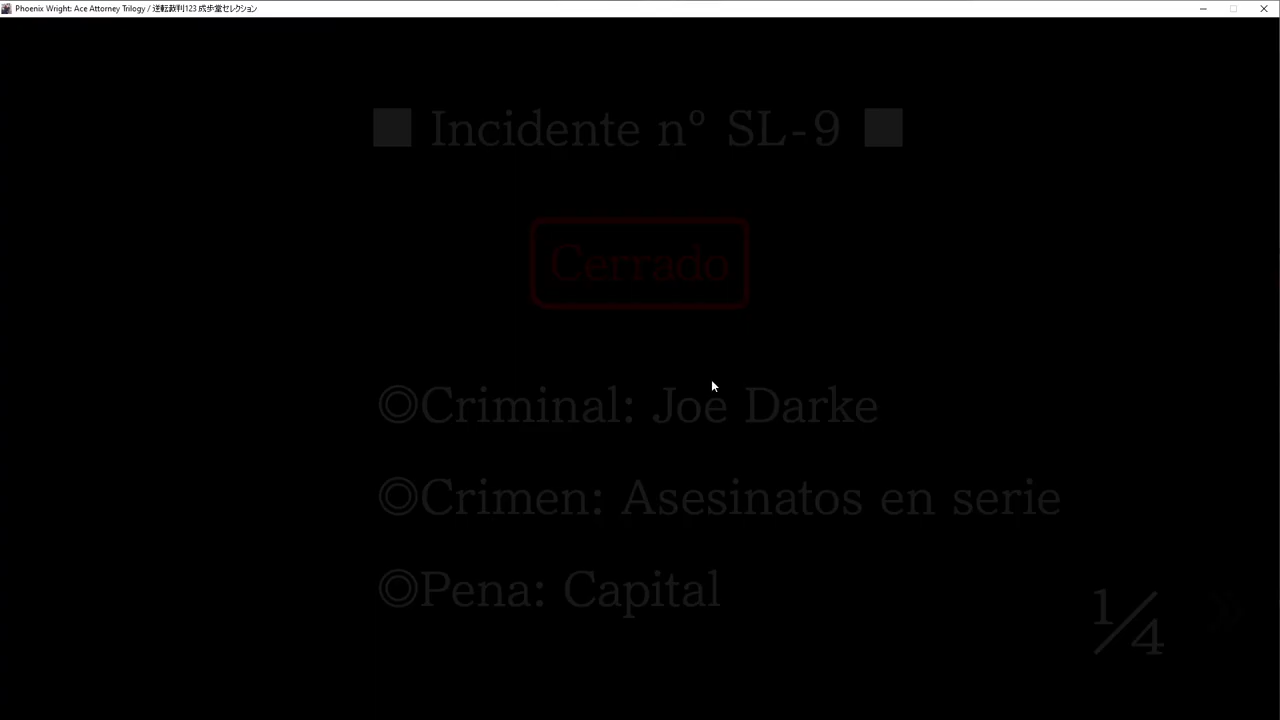 Phoenix Wright: Ace Attorney Trilogy / 逆転裁判123 成歩堂セレクション
■ Incidente nº SL-9 ■
Cerrado
◎Criminal: Joe Darke
◎Crimen: Asesinatos en serie
◎Pena: Capital
1/4